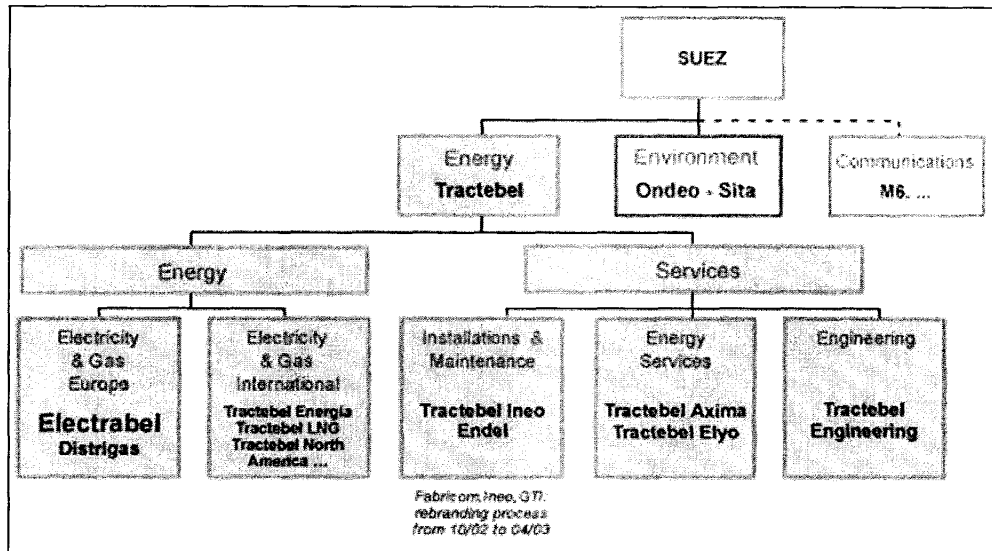 SUEZ
Energy
Tractebel
Environment
Ondeo - Sita
Communications
M6. ...
Energy
Services
Electricity
& Gas
Europe
Electrabel
Distrigas
Electricity
& Gas
International
Tractebel Energia
Tractebel LNG
Tractebel North
America ...
Installations &
Maintenance
Tractebel Ineo
Endel
Energy
Services
Tractebel Axima
Tractebel Elyo
Engineering
Tractebel
Engineering
Fabricom, Ineo, GTI:
rebranding process
from 10/02 to 04/03